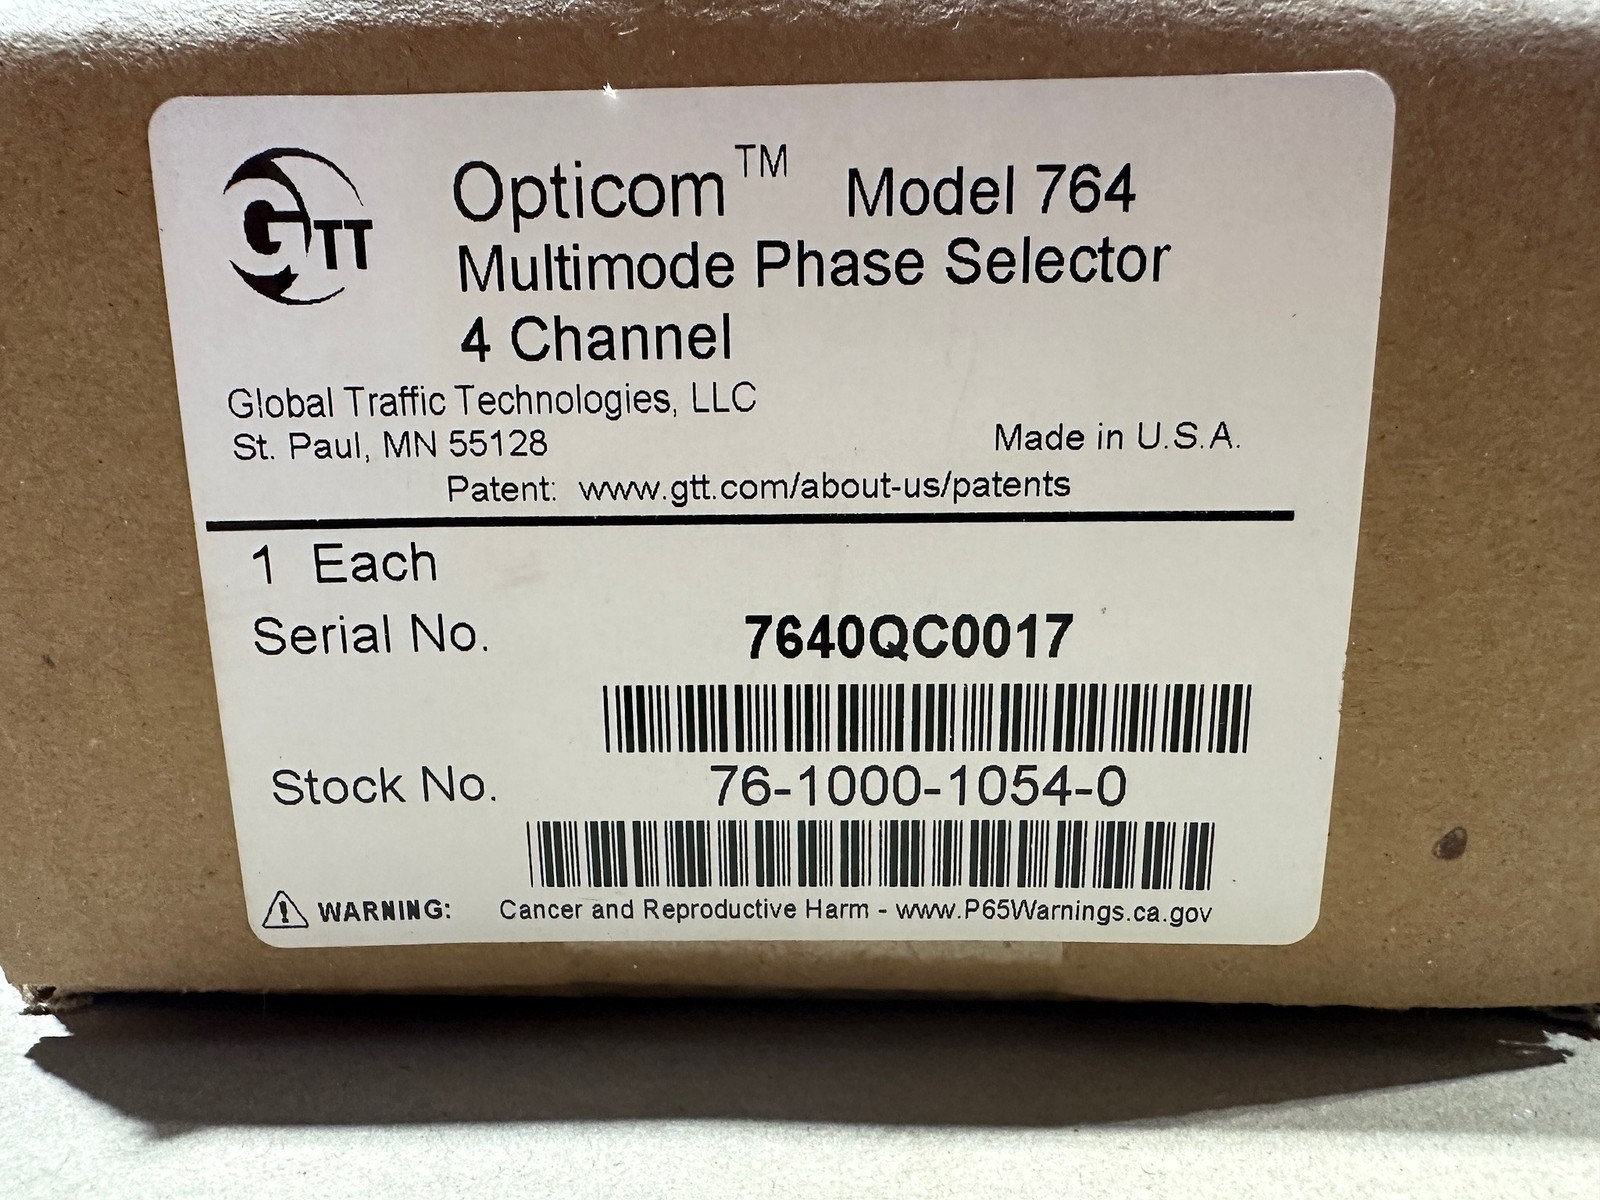 GTT
Opticom™ Model 764
Multimode Phase Selector
4 Channel
Global Traffic Technologies, LLC
St. Paul, MN 55128
Made in U.S.A.
Patent: www.gtt.com/about-us/patents
1 Each
Serial No. 7640QC0017
Stock No. 76-1000-1054-0
WARNING: Cancer and Reproductive Harm - www.P65Warnings.ca.gov